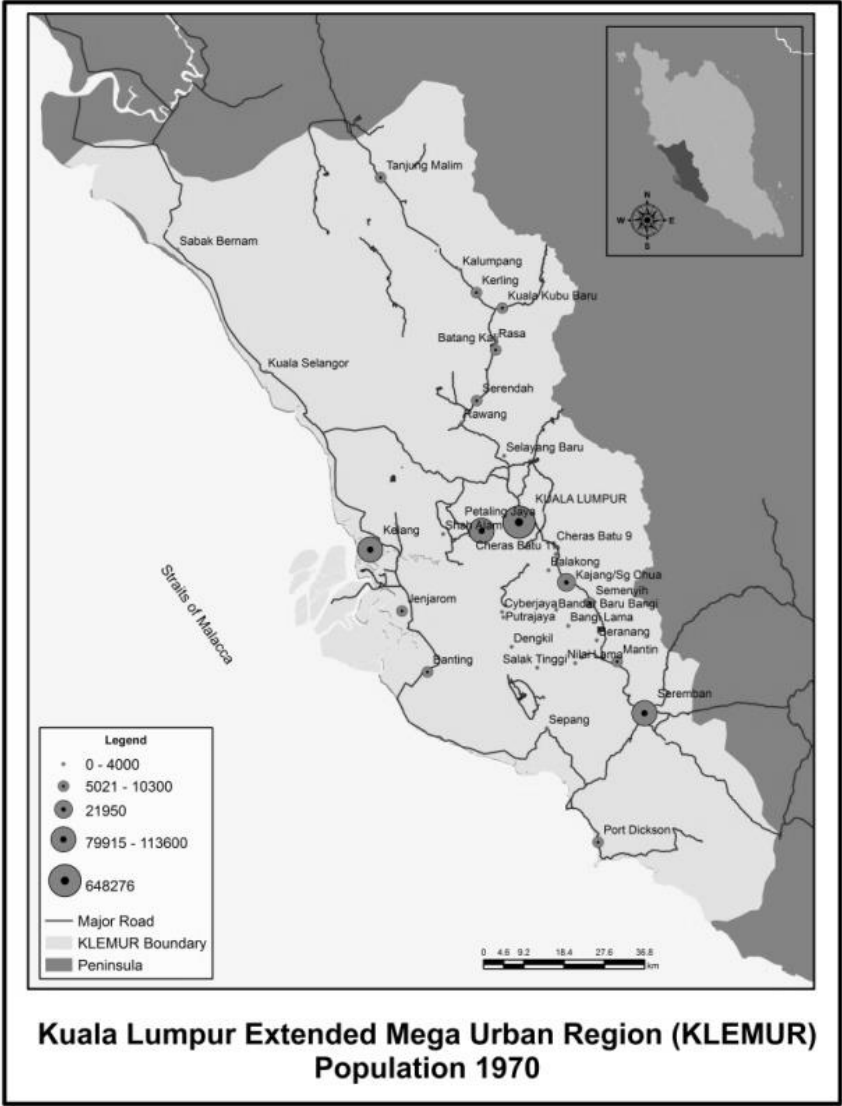 N
W E
S
Tanjung Malim
Sabak Bernam
Kalumpang
Kerling
Kuala Kubu Baru
Rasa
Batang Kali
Kuala Selangor
Serendah
Rawang
Selayang Baru
KUALA LUMPUR
Petaling Jaya
Shah Alam
Kelang
Cheras Batu 9
Cheras Batu 11
Balakong
Kajang/Sg Chua
Semenyih
Cyberjaya
Bandar Baru Bangi
Jenjarom
Putrajaya
Bangi Lama
Beranang
Dengkil
Mantin
Nilai Lama
Salak Tinggi
Banting
Straits of Malacca
Seremban
Sepang
Port Dickson
Legend
0 - 4000
5021 - 10300
21950
79915 - 113600
648276
Major Road
KLEMUR Boundary
Peninsula
0 4.6 9.2 18.4 27.6 36.8
km
Kuala Lumpur Extended Mega Urban Region (KLEMUR)
Population 1970